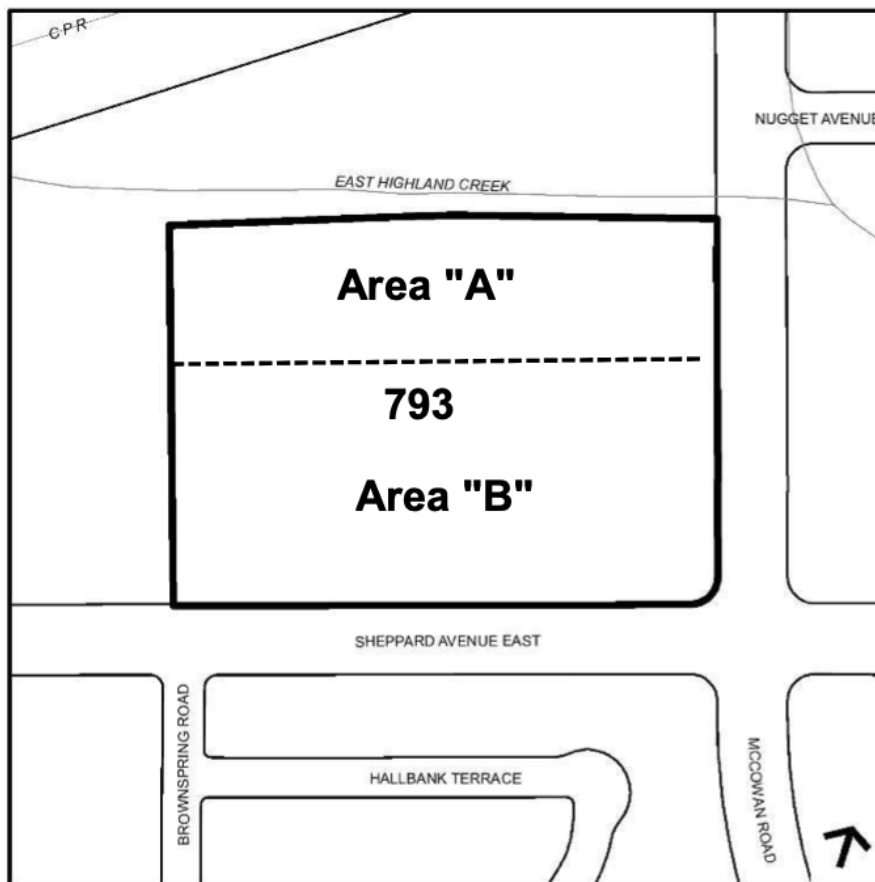 CPR
NUGGET AVENUE
EAST HIGHLAND CREEK
Area "A"
793
Area "B"
SHEPPARD AVENUE EAST
BROWNSPRING ROAD
HALLBANK TERRACE
MCCOWAN ROAD